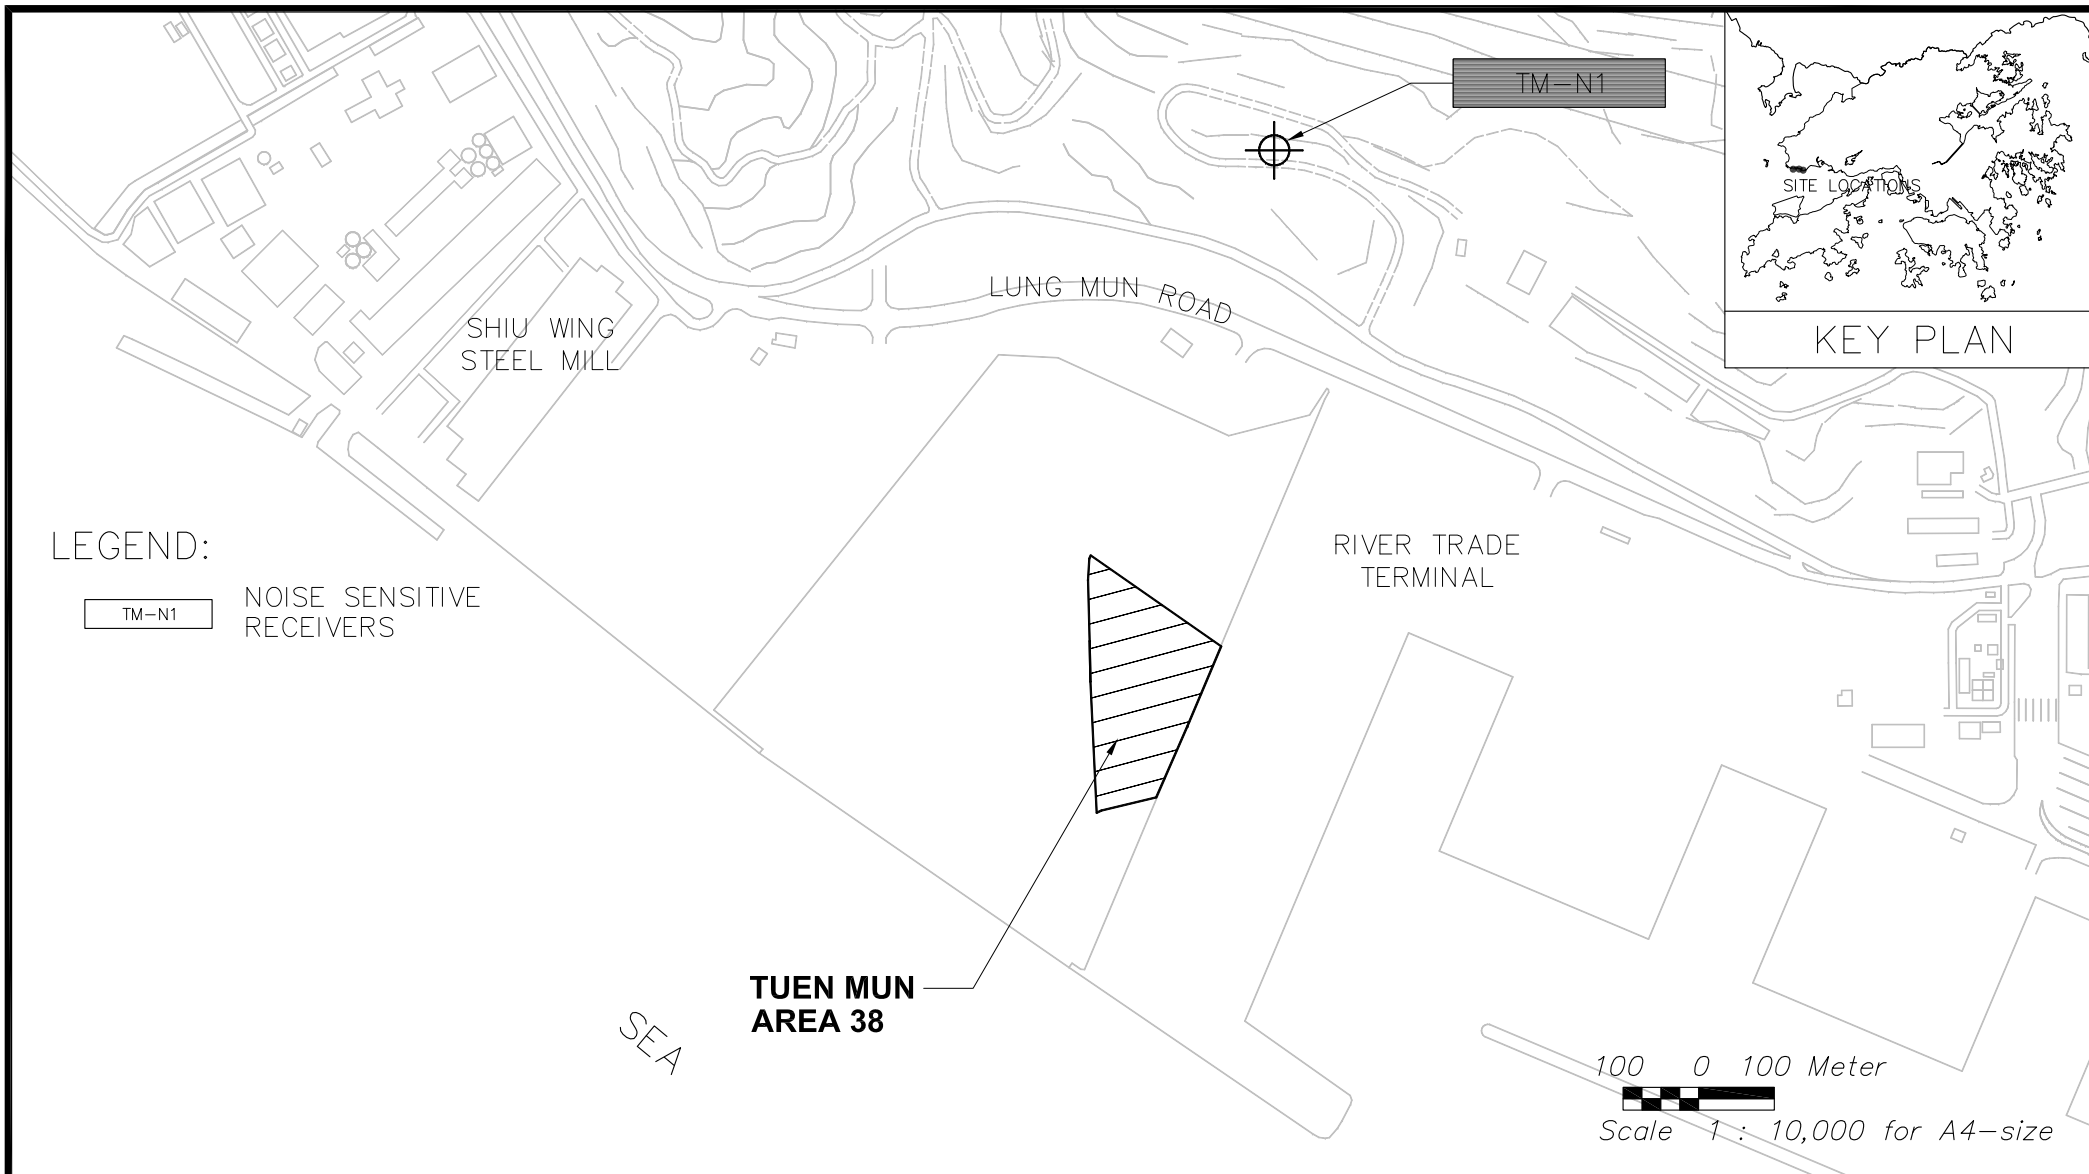 TM-N1
SITE LOCATIONS
KEY PLAN
LUNG MUN ROAD
SHIU WING
STEEL MILL
LEGEND:
TM-N1
NOISE SENSITIVE
RECEIVERS
RIVER TRADE
TERMINAL
TUEN MUN
AREA 38
SEA
100 0 100 Meter
Scale 1 : 10,000 for A4-size